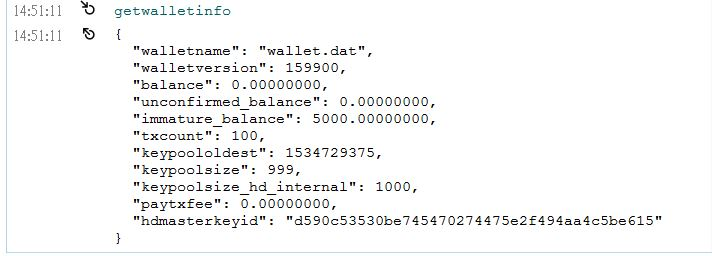 14:51:11 getwalletinfo
14:51:11 {
"walletname": "wallet.dat",
"walletversion": 159900,
"balance": 0.00000000,
"unconfirmed_balance": 0.00000000,
"immature_balance": 5000.00000000,
"txcount": 100,
"keypoololdest": 1534729375,
"keypoolsize": 999,
"keypoolsize_hd_internal": 1000,
"paytxfee": 0.00000000,
"hdmasterkeyid": "d590c53530be745470274475e2f494aa4c5be615"
}